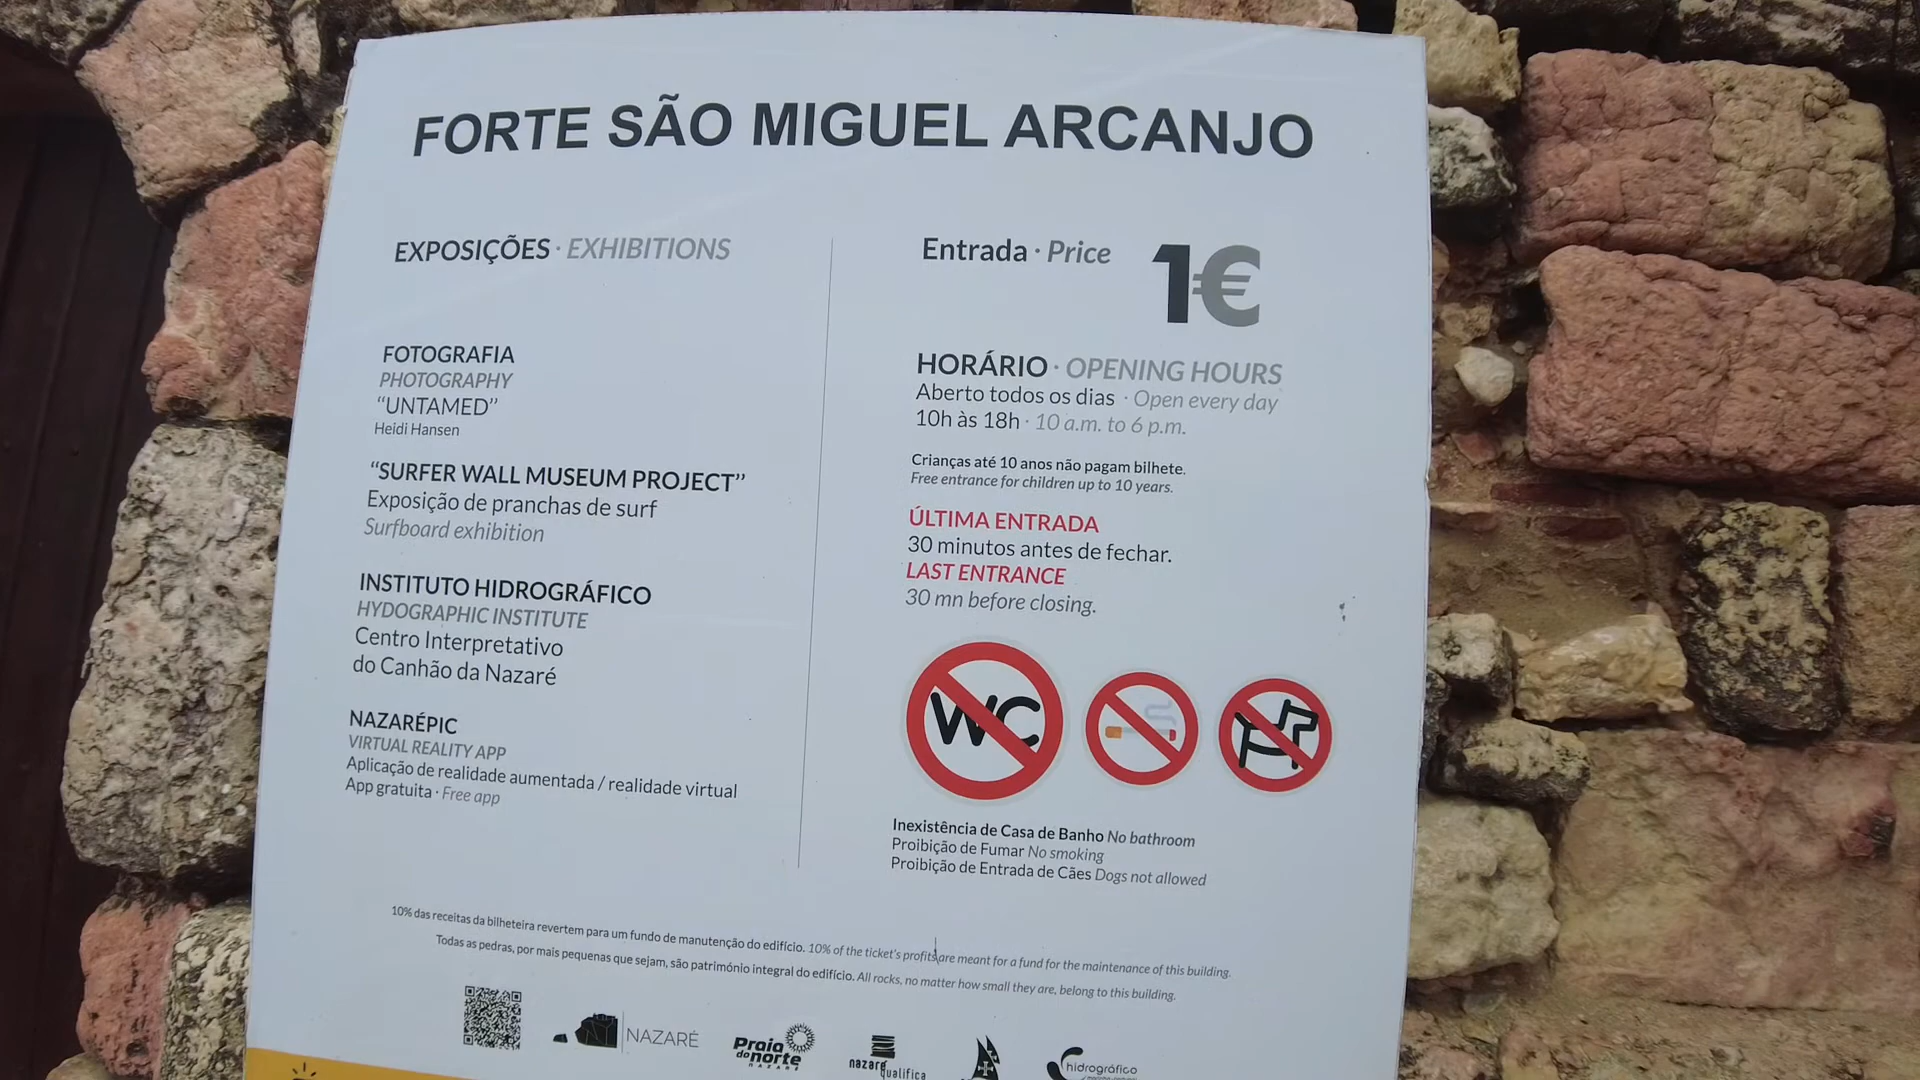 FORTE SÃO MIGUEL ARCANJO
EXPOSIÇÕES · EXHIBITIONS
FOTOGRAFIA
PHOTOGRAPHY
“UNTAMED”
Heidi Hansen
“SURFER WALL MUSEUM PROJECT”
Exposição de pranchas de surf
Surfboard exhibition
INSTITUTO HIDROGRÁFICO
HYDOGRAPHIC INSTITUTE
Centro Interpretativo
do Canhão da Nazaré
NAZARÉPIC
VIRTUAL REALITY APP
Aplicação de realidade aumentada / realidade virtual
App gratuita · Free app
Entrada · Price 1€
HORÁRIO · OPENING HOURS
Aberto todos os dias · Open every day
10h às 18h · 10 a.m. to 6 p.m.
Crianças até 10 anos não pagam bilhete.
Free entrance for children up to 10 years.
ÚLTIMA ENTRADA
30 minutos antes de fechar.
LAST ENTRANCE
30 mn before closing.
WC
Inexistência de Casa de Banho No bathroom
Proibição de Fumar No smoking
Proibição de Entrada de Cães Dogs not allowed
10% das receitas da bilheteira revertem para um fundo de manutenção do edifício. 10% of the ticket's profits are meant for a fund for the maintenance of this building.
Todas as pedras, por mais pequenas que sejam, são património integral do edifício. All rocks, no matter how small they are, belong to this building.
NAZARÉ
Praia do norte
NAZARÉ
nazaré qualifica
hidrográfico